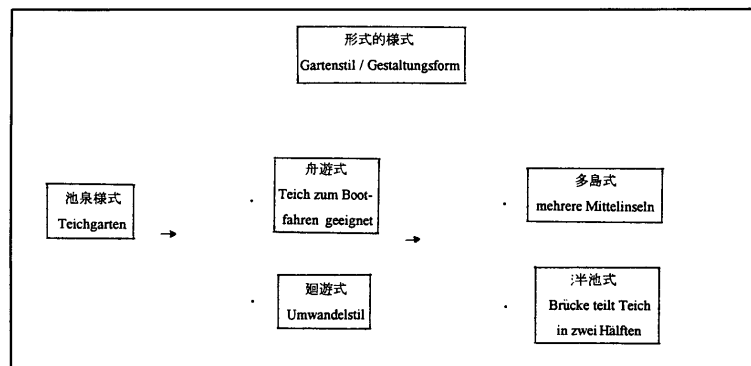 形式的様式
Gartenstil / Gestaltungsform
池泉様式
Teichgarten
舟遊式
Teich zum Boot-
fahren geeignet
廻遊式
Umwandelstil
多島式
mehrere Mittelinseln
泮池式
Brücke teilt Teich
in zwei Hälften